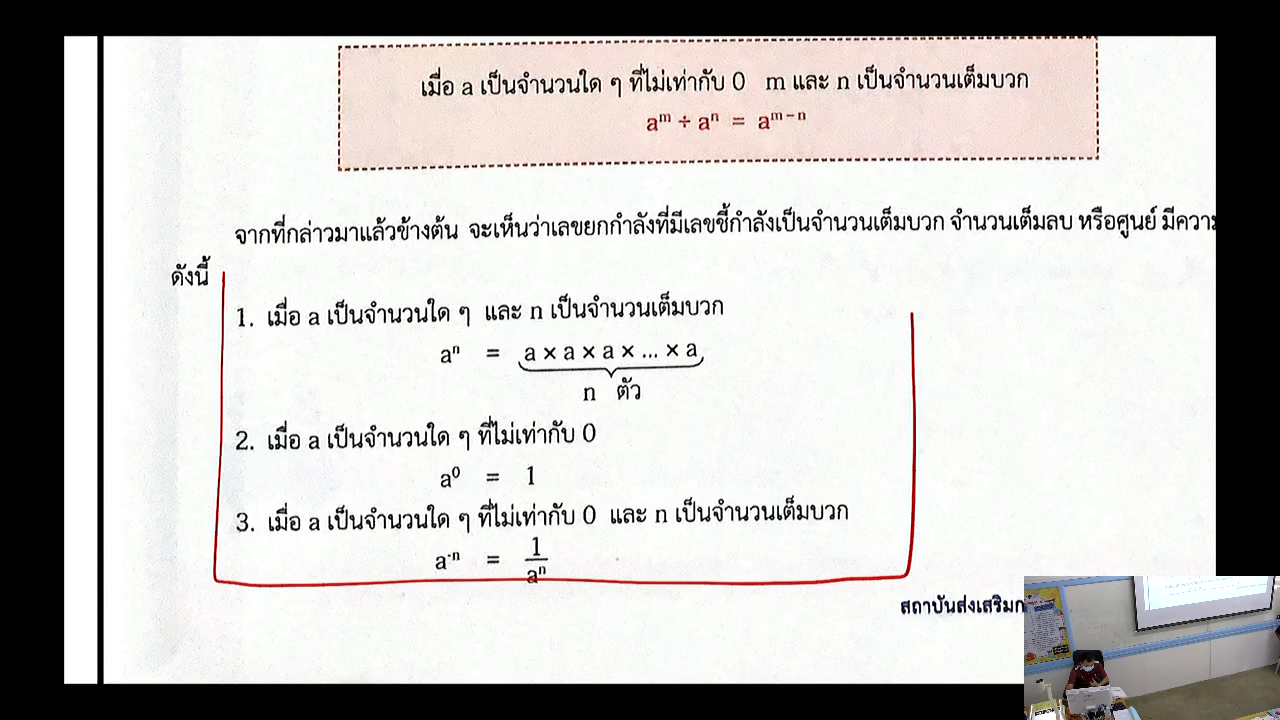 เมื่อ a เป็นจำนวนใด ๆ ที่ไม่เท่ากับ 0 m และ n เป็นจำนวนเต็มบวก
aᵐ ÷ aⁿ = aᵐ⁻ⁿ
จากที่กล่าวมาแล้วข้างต้น จะเห็นว่าเลขยกกำลังที่มีเลขชี้กำลังเป็นจำนวนเต็มบวก จำนวนเต็มลบ หรือศูนย์ มีความ
ดังนี้
1. เมื่อ a เป็นจำนวนใด ๆ และ n เป็นจำนวนเต็มบวก
aⁿ = a × a × a × ... × a
n ตัว
2. เมื่อ a เป็นจำนวนใด ๆ ที่ไม่เท่ากับ 0
a⁰ = 1
3. เมื่อ a เป็นจำนวนใด ๆ ที่ไม่เท่ากับ 0 และ n เป็นจำนวนเต็มบวก
a⁻ⁿ = 1/aⁿ
สถาบันส่งเสริมก